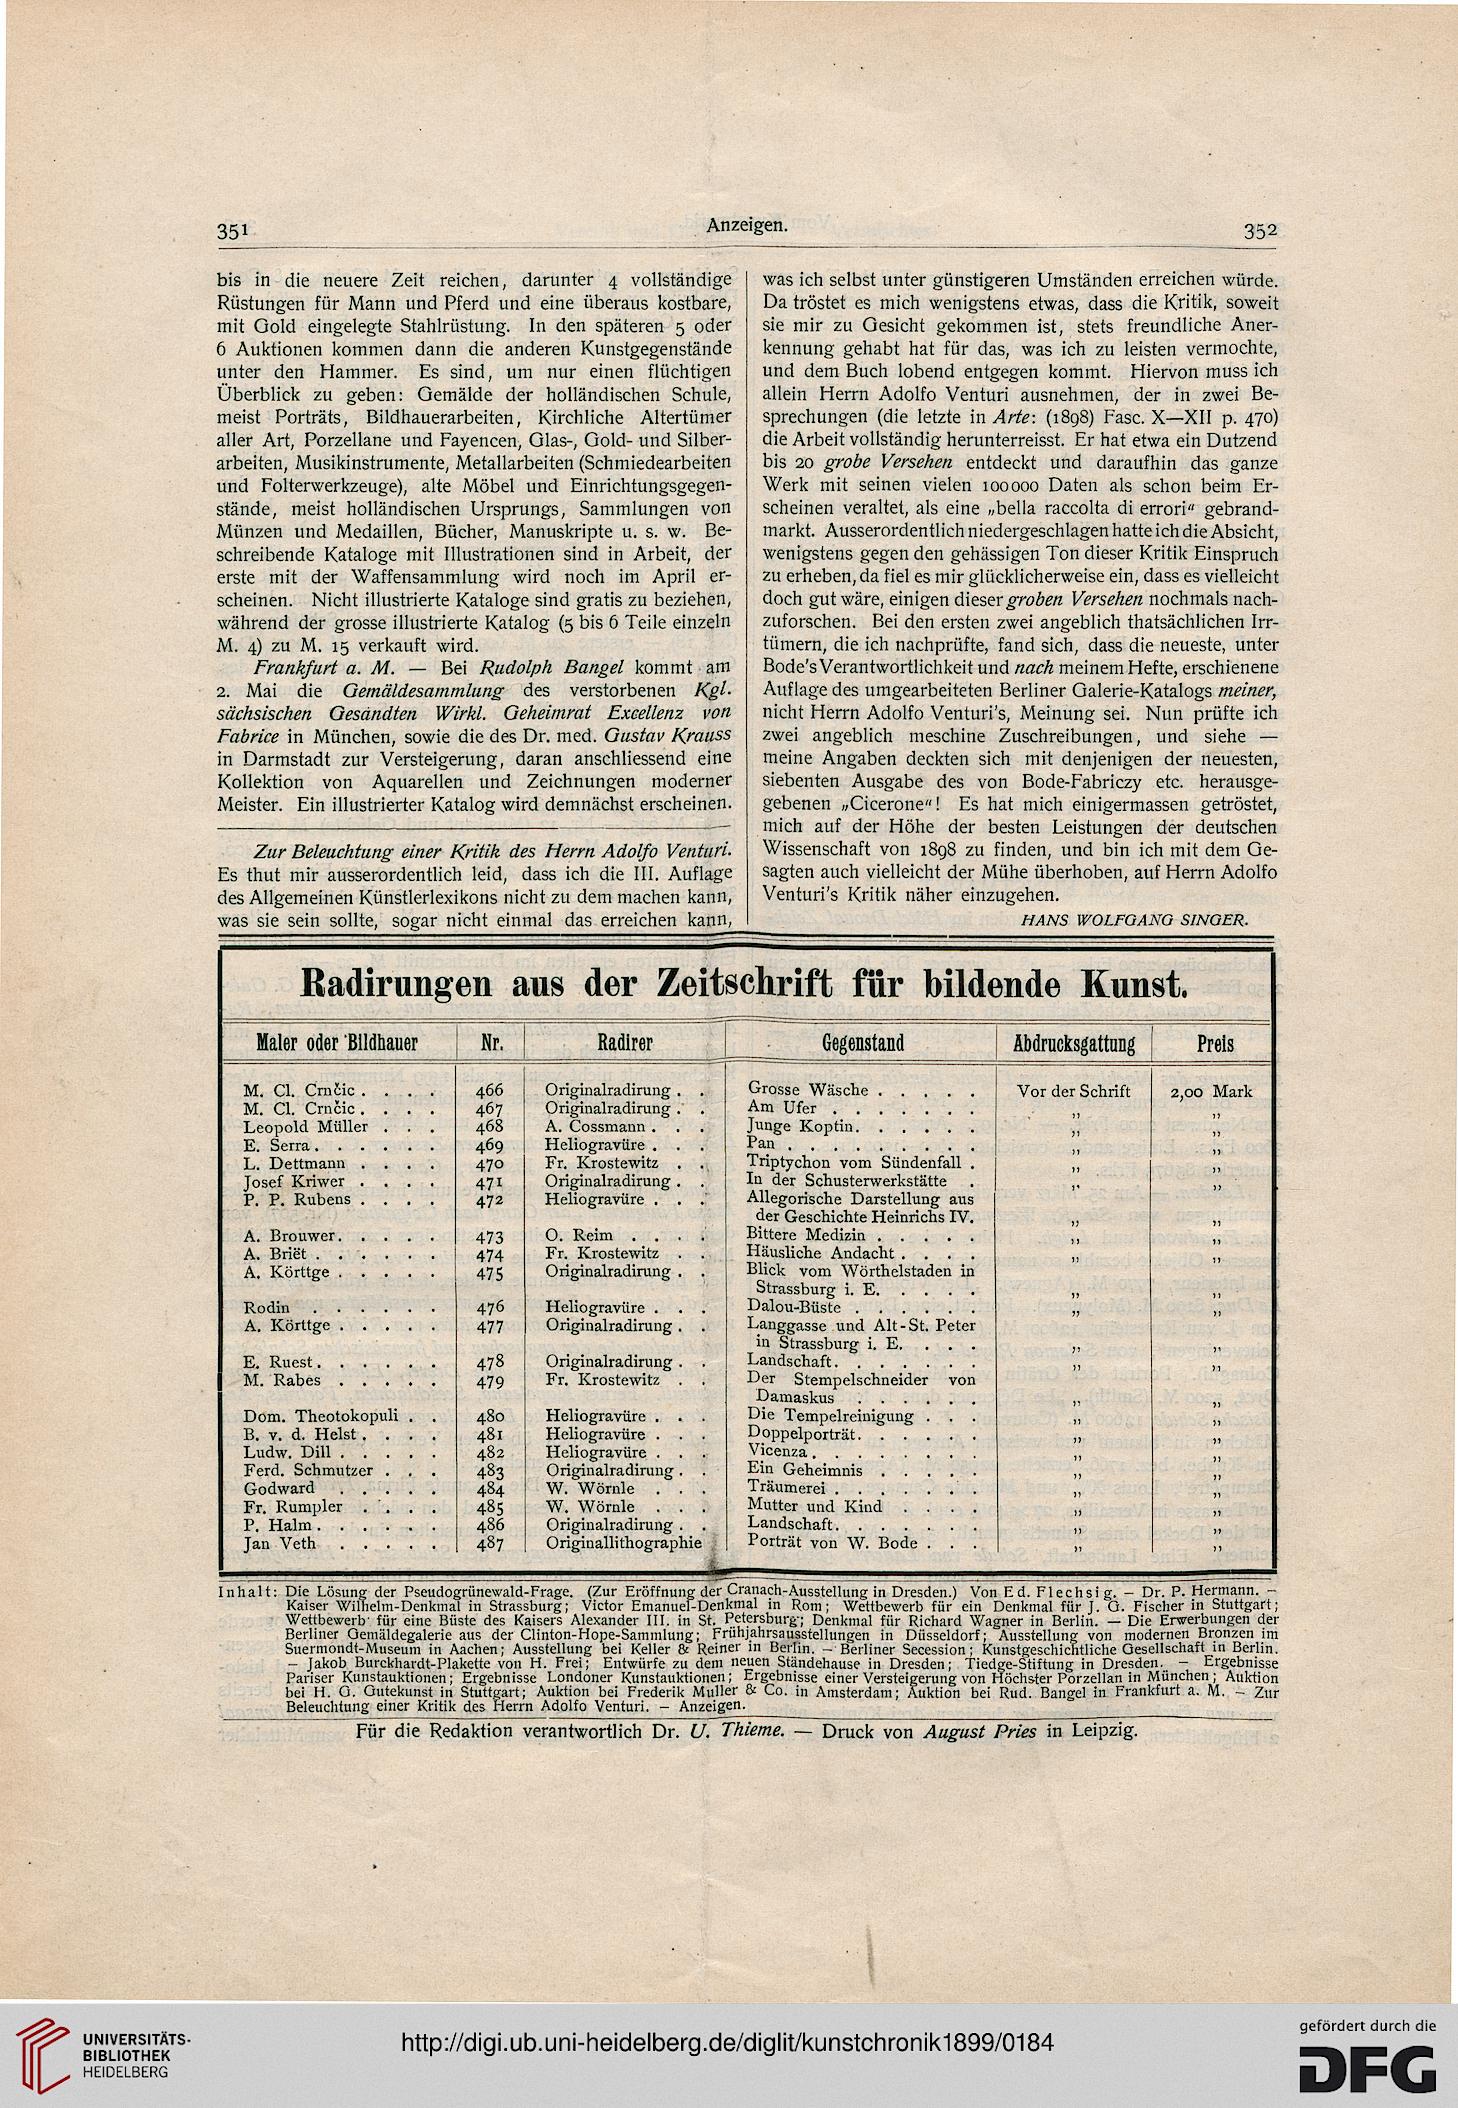 351
Anzeigen.
352
bis in die neuere Zeit reichen, darunter 4 vollständige
Rüstungen für Mann und Pferd und eine überaus kostbare,
mit Gold eingelegte Stahlrüstung. In den späteren 5 oder
6 Auktionen kommen dann die anderen Kunstgegenstände
unter den Hammer. Es sind, um nur einen flüchtigen
Überblick zu geben: Gemälde der holländischen Schule,
meist Porträts, Bildhauerarbeiten, Kirchliche Altertümer
aller Art, Porzellane und Fayencen, Glas-, Gold- und Silber-
arbeiten, Musikinstrumente, Metallarbeiten (Schmiedearbeiten
und Folterwerkzeuge), alte Möbel und Einrichtungsgegen-
stände, meist holländischen Ursprungs, Sammlungen von
Münzen und Medaillen, Bücher, Manuskripte u. s. w. Be-
schreibende Kataloge mit Illustrationen sind in Arbeit, der
erste mit der Waffensammlung wird noch im April er-
scheinen. Nicht illustrierte Kataloge sind gratis zu beziehen,
während der grosse illustrierte Katalog (5 bis 6 Teile einzeln
M. 4) zu M. 15 verkauft wird.
Frankfurt a. M. — Bei Rudolph Bangel kommt am
2. Mai die Gemäldesammlung des verstorbenen Kgl.
sächsischen Gesandten Wirkl. Geheimrat Excellenz von
Fabrice in München, sowie die des Dr. med. Gustav Krauss
in Darmstadt zur Versteigerung, daran anschliessend eine
Kollektion von Aquarellen und Zeichnungen moderner
Meister. Ein illustrierter Katalog wird demnächst erscheinen.
Zur Beleuchtung einer Kritik des Herrn Adolfo Venturi.
Es thut mir ausserordentlich leid, dass ich die III. Auflage
des Allgemeinen Künstlerlexikons nicht zu dem machen kann,
was sie sein sollte, sogar nicht einmal das erreichen kann,
was ich selbst unter günstigeren Umständen erreichen würde.
Da tröstet es mich wenigstens etwas, dass die Kritik, soweit
sie mir zu Gesicht gekommen ist, stets freundliche Aner-
kennung gehabt hat für das, was ich zu leisten vermochte,
und dem Buch lobend entgegen kommt. Hiervon muss ich
allein Herrn Adolfo Venturi ausnehmen, der in zwei Be-
sprechungen (die letzte in Arte: (1898) Fasc. X—XII p. 470)
die Arbeit vollständig herunterreisst. Er hat etwa ein Dutzend
bis 20 grobe Versehen entdeckt und daraufhin das ganze
Werk mit seinen vielen 100000 Daten als schon beim Er-
scheinen veraltet, als eine „bella raccolta di errori" gebrand-
markt. Ausserordentlich niedergeschlagen hatte ich die Absicht,
wenigstens gegen den gehässigen Ton dieser Kritik Einspruch
zu erheben, da fiel es mir glücklicherweise ein, dass es vielleicht
doch gut wäre, einigen dieser groben Versehen nochmals nach-
zuforschen. Bei den ersten zwei angeblich thatsächlichen Irr-
tümern, die ich nachprüfte, fand sich, dass die neueste, unter
Bode's Verantwortlichkeit und nach meinem Hefte, erschienene
Auflage des umgearbeiteten Berliner Galerie-Katalogs meiner,
nicht Herrn Adolfo Venturi's, Meinung sei. Nun prüfte ich
zwei angeblich meschine Zuschreibungen, und siehe —
meine Angaben deckten sich mit denjenigen der neuesten,
siebenten Ausgabe des von Bode-Fabriczy etc. herausge-
gebenen „Cicerone"! Es hat mich einigermassen getröstet,
mich auf der Höhe der besten Leistungen der deutschen
Wissenschaft von 1898 zu finden, und bin ich mit dem Ge-
sagten auch vielleicht der Mühe überhoben, auf Herrn Adolfo
Venturi's Kritik näher einzugehen.
HANS WOLFGANG SINGER.
Radirungen aus der Zeitschrift für bildende Kunst.
Maler oder Bildhauer Nr. Radirer Gegenstand Abdrucksgattung Preis
M. Cl. Crnčic . . . . 466 Originalradirung . . Grosse Wäsche . . . . . Vor der Schrift 2,00 Mark
M. Cl. Crnčic . . . . 467 Originalradirung . . Am Ufer . . . . . . . „ „
Leopold Müller . . . 468 A. Cossmann . . . Junge Koptin. . . . . . „ „
E. Serra. . . . . . 469 Heliogravüre . . . Pan . . . . . . . . . „ „
L. Dettmann . . . . 470 Fr. Krostewitz . . Triptychon vom Sündenfall . „ „
Josef Kriwer . . . . 471 Originalradirung . . In der Schusterwerkstätte . „ „
P. P. Rubens . . . . 472 Heliogravüre . . . Allegorische Darstellung aus
der Geschichte Heinrichs IV. „ „
A. Brouwer. . . . . 473 O. Reim . . . . Bittere Medizin . . . . . „ „
A. Briët . . . . . . 474 Fr. Krostewitz . . Häusliche Andacht . . . . „ „
A. Körttge . . . . . 475 Originalradirung . . Blick vom Wörthelstaden in
Strassburg i. E. . . . . . „ „
Rodin . . . . . . 476 Heliogravüre . . . Dalou-Büste „ „
A. Körttge . . . . . 477 Originalradirung . . Langgasse und Alt-St. Peter
in Strassburg i. E. . . . . „ „
E. Ruest. . . . . . 478 Originalradirung . . Landschaft. . . . . . . „ „
M. Rabes . . . . . 479 Fr. Krostewitz . . Der Stempelschneider von
Damaskus . . . . . . „ „
Dom. Theotokopuli . 480 Heliogravüre . . . Die Tempelreinigung . . . „ „
B. v. d. Helst . . . . 481 Heliogravüre . . . Doppelporträt. . . . . . „ „
Ludw. Dill . . . . . 482 Heliogravüre . . . Vicenza . . . . . . . . „ „
Ferd. Schmutzer . . . 483 Originalradirung . . Ein Geheimnis . . . . . „ „
Godward . . . . . 484 W. Wörnle . . . Träumerei . . . . . . . „ „
Fr. Rumpler . . . . 485 W. Wörnle . . . Mutter und Kind . . . . „ „
P. Halm . . . . . . 486 Originalradirung . . Landschaft. . . . . . . „ „
Jan Veth . . . . . 487 Originallithographie Porträt von W. Bode . . . „ „
Inhalt: Die Lösung der Pseudogrünewald-Frage. (Zur Eröffnung der Cranach-Ausstellung in Dresden.) Von Ed. Flechsig. – Dr. P. Hermann. –
Kaiser Wilhelm-Denkmal in Strassburg; Victor Emanuel-Denkmal in Rom; Wettbewerb für ein Denkmal für J. G. Fischer in Stuttgart;
Wettbewerb für eine Büste des Kaisers Alexander III. in St. Petersburg; Denkmal für Richard Wagner in Berlin. — Die Erwerbungen der
Berliner Gemäldegalerie aus der Clinton-Hope-Sammlung; Frühjahrsausstellungen in Düsseldorf; Ausstellung von modernen Bronzen im
Suermondt-Museum in Aachen; Ausstellung bei Keller & Reiner in Berlin. – Berliner Secession; Kunstgeschichtliche Gesellschaft in Berlin.
– Jakob Burckhardt-Plakette von H. Frei; Entwürfe zu dem neuen Ständehause in Dresden; Tiedge-Stiftung in Dresden. – Ergebnisse
Pariser Kunstauktionen; Ergebnisse Londoner Kunstauktionen; Ergebnisse einer Versteigerung von Höchster Porzellan in München; Auktion
bei H. G. Gutekunst in Stuttgart; Auktion bei Frederik Muller & Co. in Amsterdam; Auktion bei Rud. Bangel in Frankfurt a. M. – Zur
Beleuchtung einer Kritik des Herrn Adolfo Venturi. – Anzeigen.
Für die Redaktion verantwortlich Dr. U. Thieme. — Druck von August Pries in Leipzig.
UNIVERSITÄTS-
BIBLIOTHEK
HEIDELBERG
http://digi.ub.uni-heidelberg.de/diglit/kunstchronik1899/0184
gefördert durch die
DFG